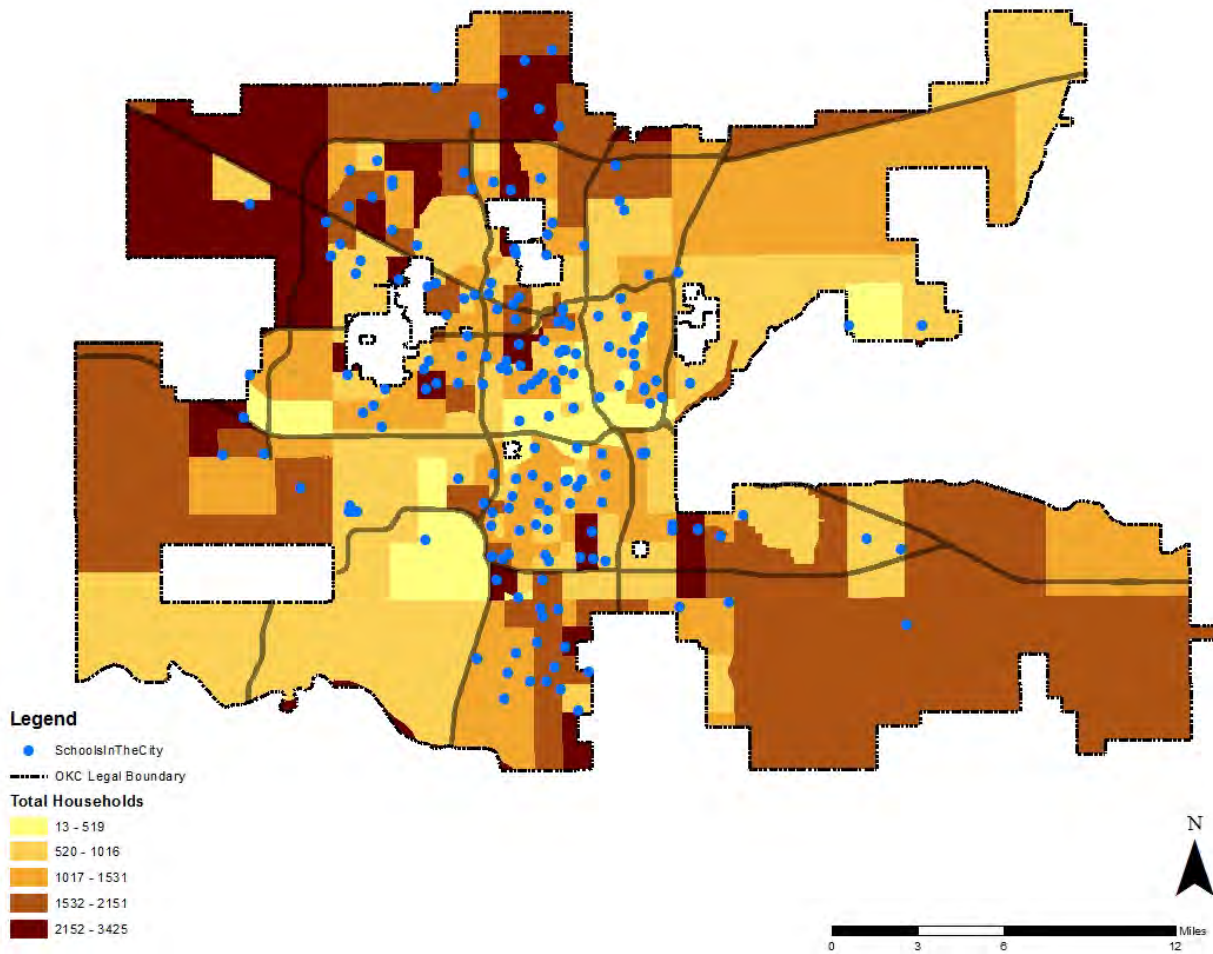 Legend
SchoolsInTheCity
OKC Legal Boundary
Total Households
13 - 519
520 - 1016
1017 - 1531
1532 - 2151
2152 - 3425
N
Miles
0 3 6 12